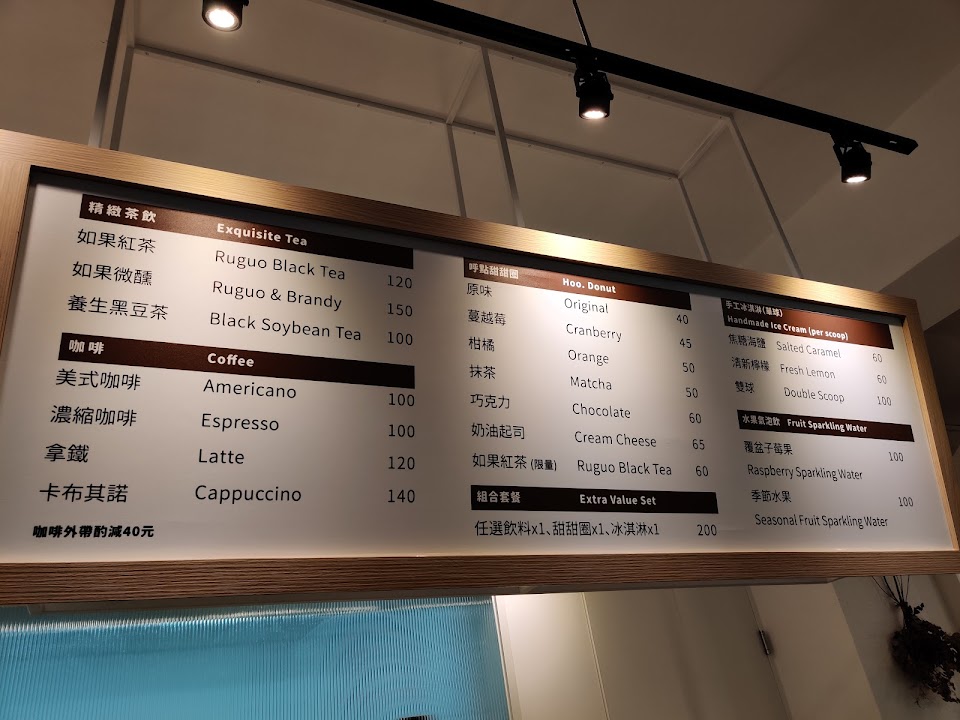 精緻茶飲 Exquisite Tea
如果紅茶 Ruguo Black Tea 120
如果微醺 Ruguo & Brandy 150
養生黑豆茶 Black Soybean Tea 100
咖啡 Coffee
美式咖啡 Americano 100
濃縮咖啡 Espresso 100
拿鐵 Latte 120
卡布其諾 Cappuccino 140
咖啡外帶酌減40元
呼點甜甜圈 Hoo. Donut
原味 Original 40
蔓越莓 Cranberry 45
柑橘 Orange 50
抹茶 Matcha 50
巧克力 Chocolate 60
奶油起司 Cream Cheese 65
如果紅茶 (限量) Ruguo Black Tea 60
組合套餐 Extra Value Set
任選飲料x1、甜甜圈x1、冰淇淋x1 200
手工冰淇淋(單球)
Handmade Ice Cream (per scoop)
焦糖海鹽 Salted Caramel 60
清新檸檬 Fresh Lemon 60
雙球 Double Scoop 100
水果氣泡飲 Fruit Sparkling Water
覆盆子莓果 100
Raspberry Sparkling Water
季節水果 100
Seasonal Fruit Sparkling Water